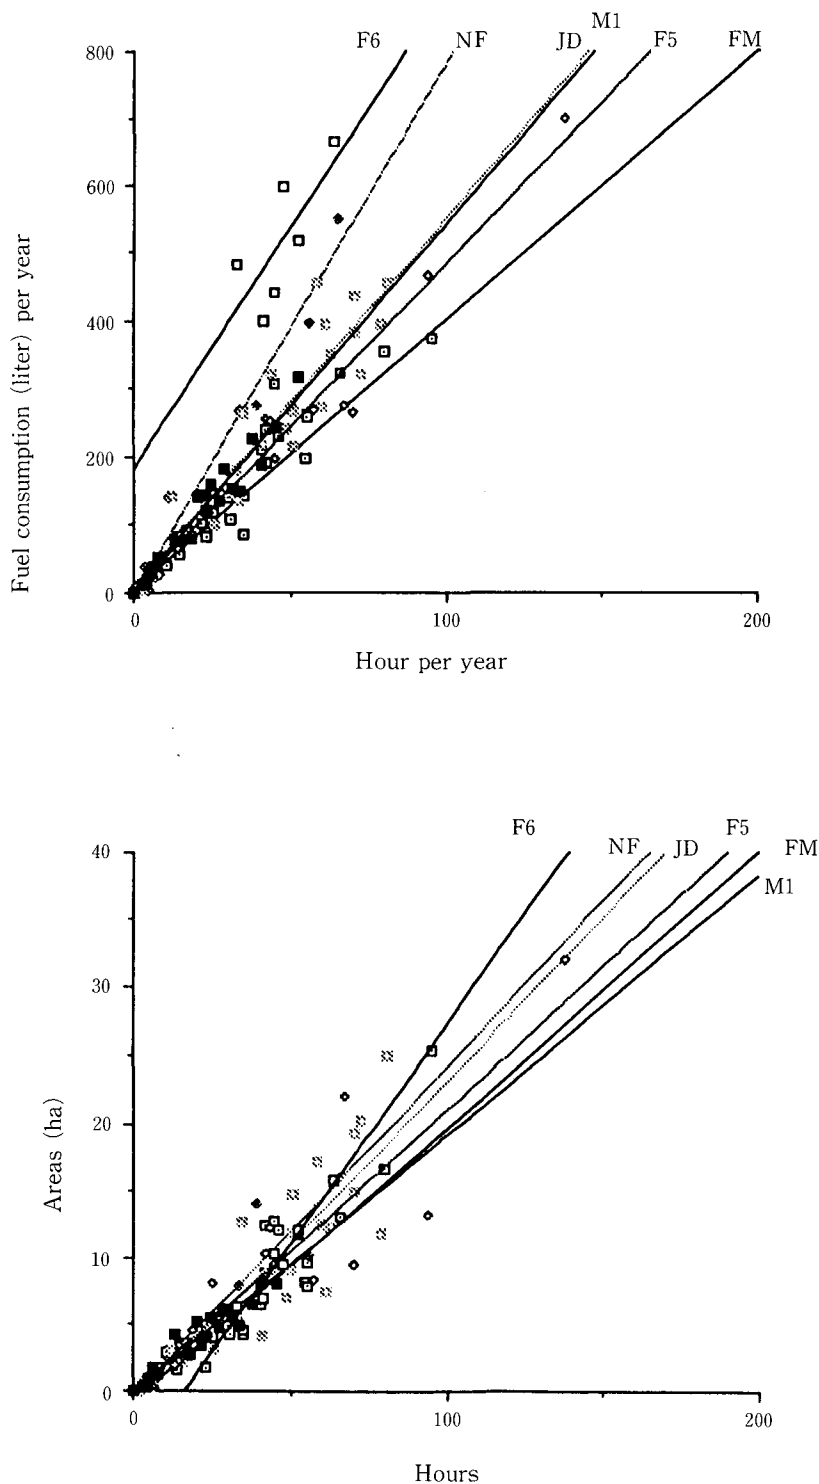 F6 NF JD M1 F5 FM
800
600
400
200
0
0 100 200
Fuel consumption (liter) per year
Hour per year
F6 NF JD F5 FM
M1
40
30
20
10
0
0 100 200
Areas (ha)
Hours